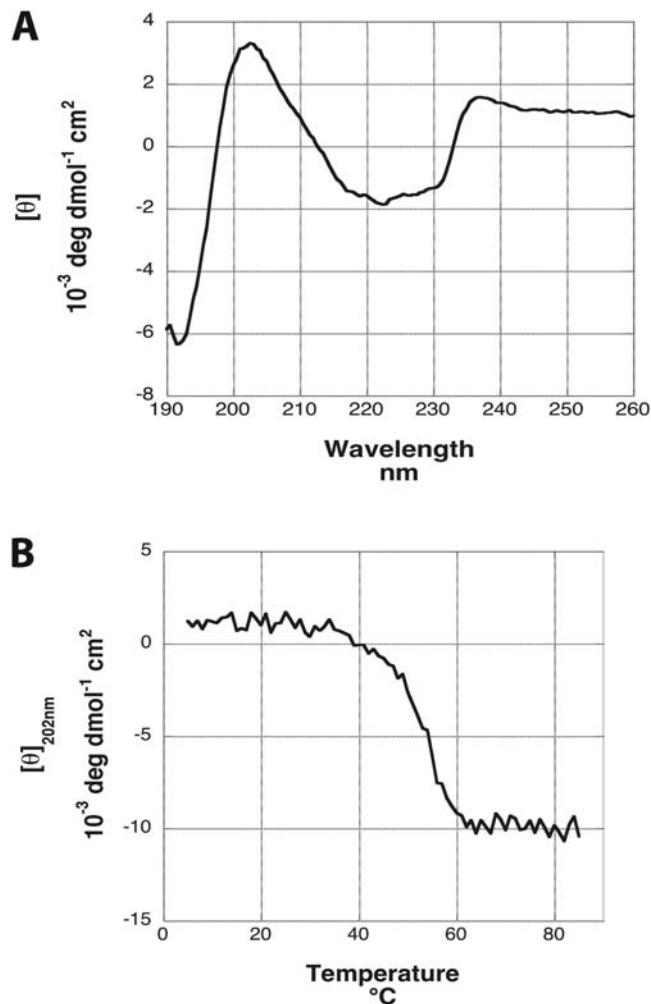 A
[θ]
10⁻³ deg dmol⁻¹ cm²
4
2
0
-2
-4
-6
-8
190 200 210 220 230 240 250 260
Wavelength
nm
B
[θ]₂₀₂ₙₘ
10⁻³ deg dmol⁻¹ cm²
5
0
-5
-10
-15
0 20 40 60 80
Temperature
°C